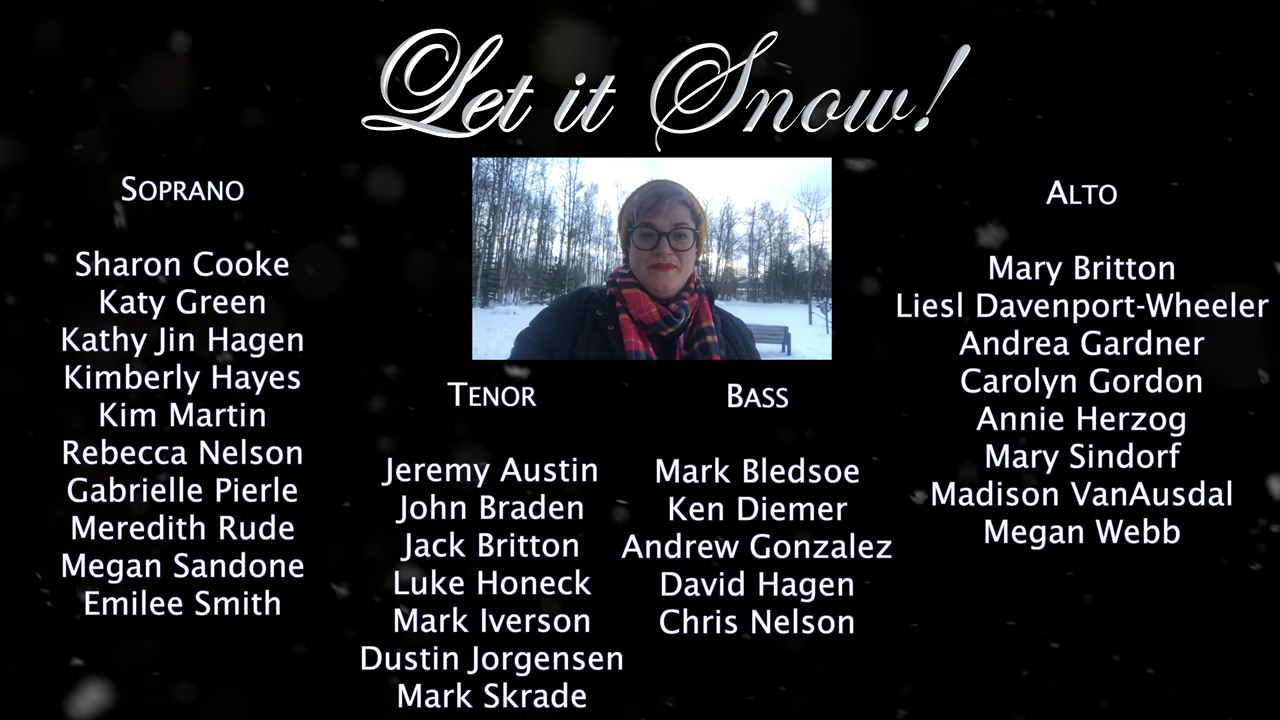 Let it Snow!
SOPRANO
Sharon Cooke
Katy Green
Kathy Jin Hagen
Kimberly Hayes
Kim Martin
Rebecca Nelson
Gabrielle Pierle
Meredith Rude
Megan Sandone
Emilee Smith
TENOR
Jeremy Austin
John Braden
Jack Britton
Luke Honeck
Mark Iverson
Dustin Jorgensen
Mark Skrade
BASS
Mark Bledsoe
Ken Diemer
Andrew Gonzalez
David Hagen
Chris Nelson
ALTO
Mary Britton
Liesl Davenport-Wheeler
Andrea Gardner
Carolyn Gordon
Annie Herzog
Mary Sindorf
Madison VanAusdal
Megan Webb